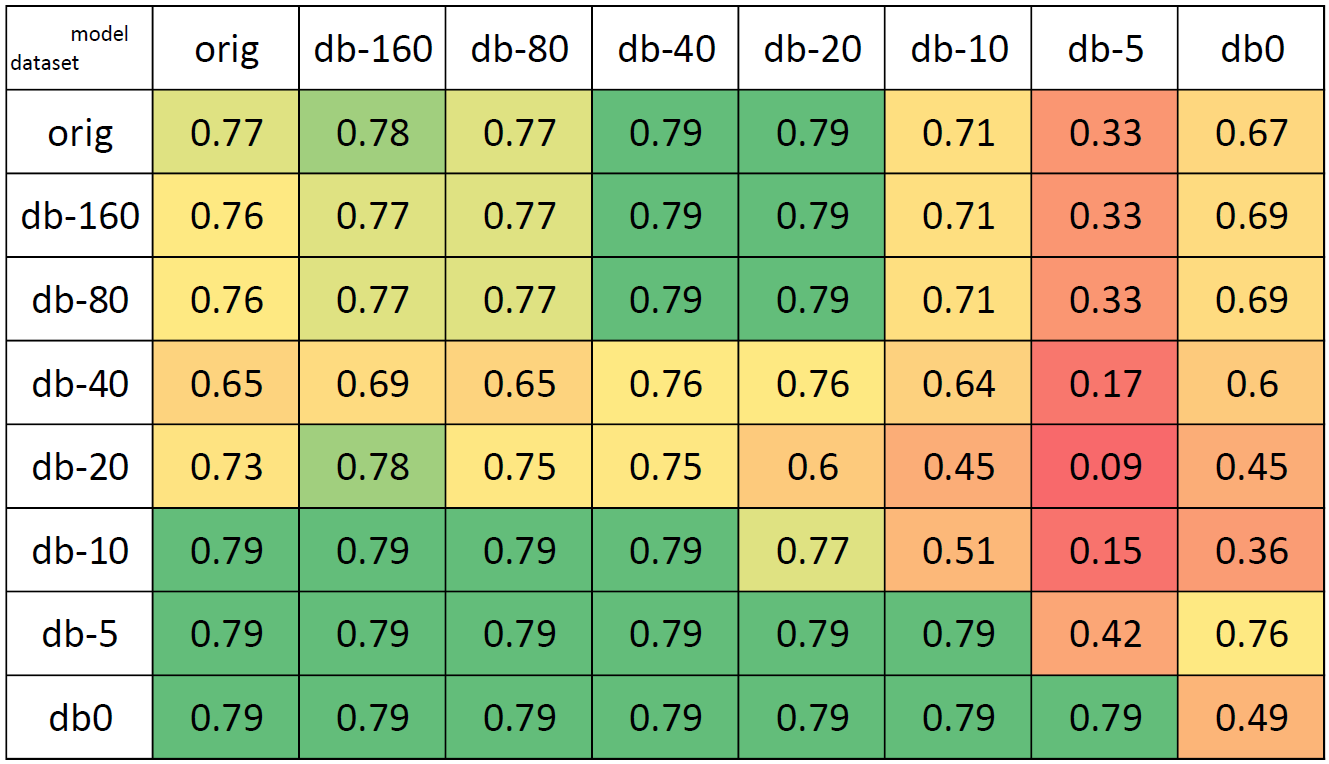 model
dataset orig db-160 db-80 db-40 db-20 db-10 db-5 db0
orig 0.77 0.78 0.77 0.79 0.79 0.71 0.33 0.67
db-160 0.76 0.77 0.77 0.79 0.79 0.71 0.33 0.69
db-80 0.76 0.77 0.77 0.79 0.79 0.71 0.33 0.69
db-40 0.65 0.69 0.65 0.76 0.76 0.64 0.17 0.6
db-20 0.73 0.78 0.75 0.75 0.6 0.45 0.09 0.45
db-10 0.79 0.79 0.79 0.79 0.77 0.51 0.15 0.36
db-5 0.79 0.79 0.79 0.79 0.79 0.79 0.42 0.76
db0 0.79 0.79 0.79 0.79 0.79 0.79 0.79 0.49